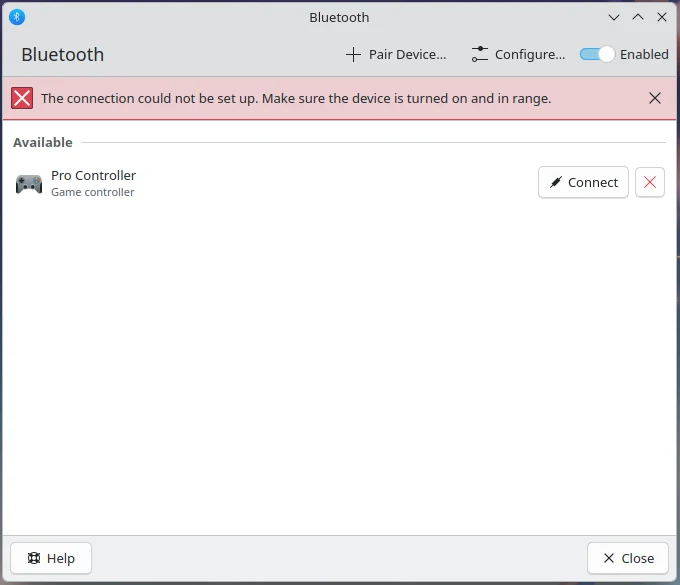 Bluetooth
Bluetooth
Pair Device...
Configure...
Enabled
The connection could not be set up. Make sure the device is turned on and in range.
Available
Pro Controller
Game controller
Connect
Help
Close